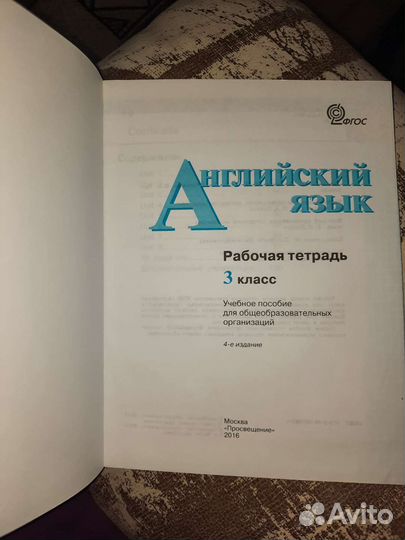 ФГОС
Английский
язык
Рабочая тетрадь
3 класс
Учебное пособие
для общеобразовательных
организаций
4-е издание
Москва
«Просвещение»
2016
Avito